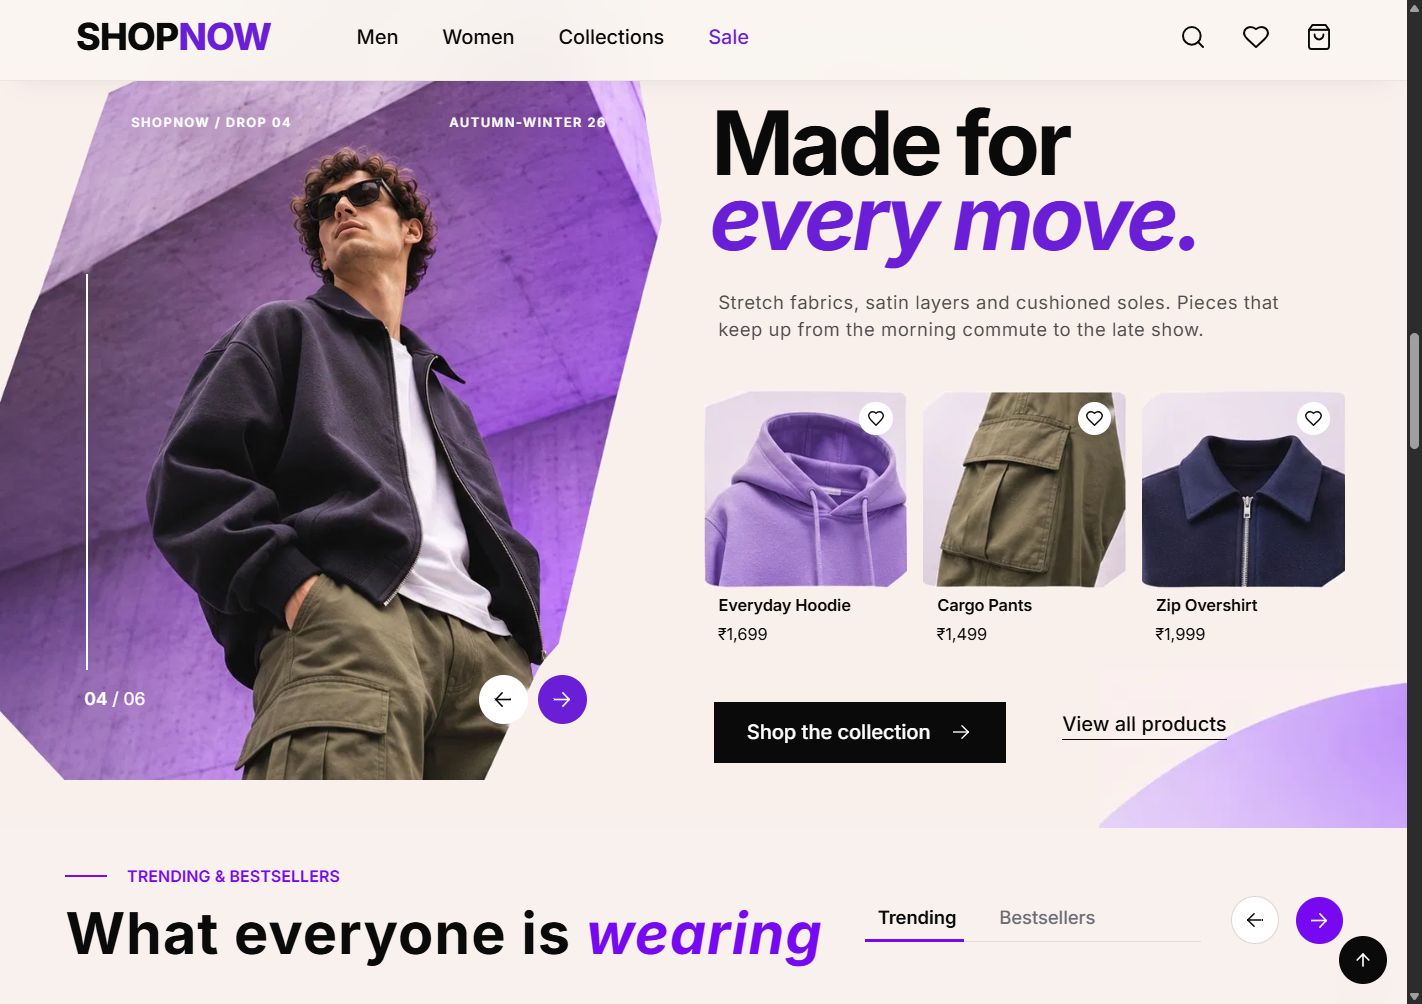 SHOPNOW
Men
Women
Collections
Sale
SHOPNOW / DROP 04
AUTUMN-WINTER 26
04 / 06
Made for
every move.
Stretch fabrics, satin layers and cushioned soles. Pieces that
keep up from the morning commute to the late show.
Everyday Hoodie
₹1,699
Cargo Pants
₹1,499
Zip Overshirt
₹1,999
Shop the collection
View all products
TRENDING & BESTSELLERS
What everyone is wearing
Trending
Bestsellers